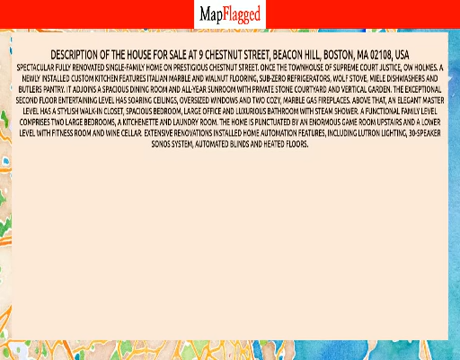 MapFlagged
DESCRIPTION OF THE HOUSE FOR SALE AT 9 CHESTNUT STREET, BEACON HILL, BOSTON, MA 02108, USA
SPECTACULAR FULLY RENOVATED SINGLE-FAMILY HOME ON PRESTIGIOUS CHESTNUT STREET. ONCE THE TOWNHOUSE OF SUPREME COURT JUSTICE, OW HOLMES. A
NEWLY INSTALLED CUSTOM KITCHEN FEATURES ITALIAN MARBLE AND WALNUT FLOORING, SUB-ZERO REFRIGERATORS, WOLF STOVE, MIELE DISHWASHERS AND
BUTLERS PANTRY. IT ADJOINS A SPACIOUS DINING ROOM AND ALL-YEAR SUNROOM WITH PRIVATE STONE COURTYARD AND VERTICAL GARDEN. THE EXCEPTIONAL
SECOND FLOOR ENTERTAINING LEVEL HAS SOARING CEILINGS, OVERSIZED WINDOWS AND TWO COZY, MARBLE GAS FIREPLACES. ABOVE THAT, AN ELEGANT MASTER
LEVEL HAS A STYLISH WALK-IN CLOSET, SPACIOUS BEDROOM, LARGE OFFICE AND LUXURIOUS BATHROOM WITH STEAM SHOWER. A FUNCTIONAL FAMILY LEVEL
COMPRISES TWO LARGE BEDROOMS, A KITCHENETTE AND LAUNDRY ROOM. THE HOME IS PUNCTUATED BY AN ENORMOUS GAME ROOM UPSTAIRS AND A LOWER
LEVEL WITH FITNESS ROOM AND WINE CELLAR. EXTENSIVE RENOVATIONS INSTALLED HOME AUTOMATION FEATURES, INCLUDING LUTRON LIGHTING, 30-SPEAKER
SONOS SYSTEM, AUTOMATED BLINDS AND HEATED FLOORS.